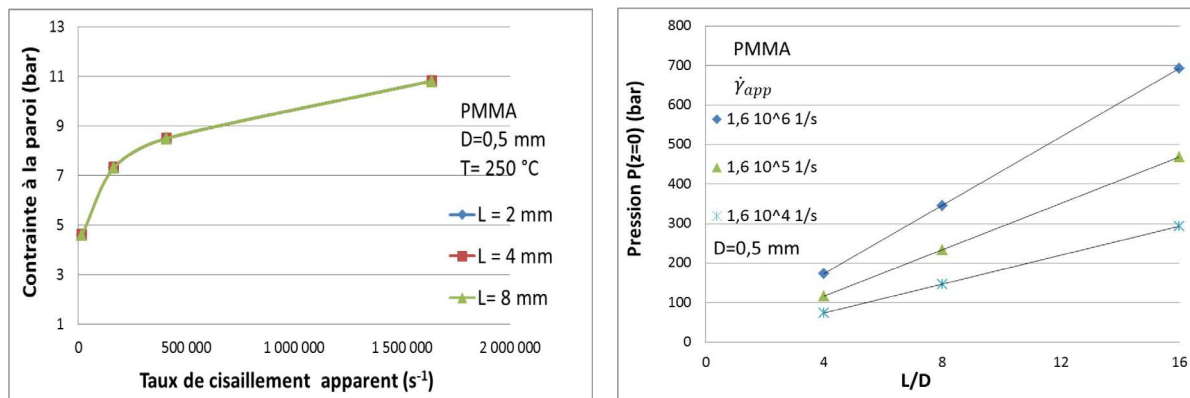 Contrainte à la paroi (bar)
13
11
9
7
5
3
1
0
500 000
1 000 000
1 500 000
2 000 000
Taux de cisaillement apparent (s⁻¹)
PMMA
D=0,5 mm
T= 250 °C
L = 2 mm
L = 4 mm
L= 8 mm
Pression P(z=0) (bar)
800
700
600
500
400
300
200
100
0
0
4
8
12
16
L/D
PMMA
γ̇app
1,6 10^6 1/s
1,6 10^5 1/s
1,6 10^4 1/s
D=0,5 mm